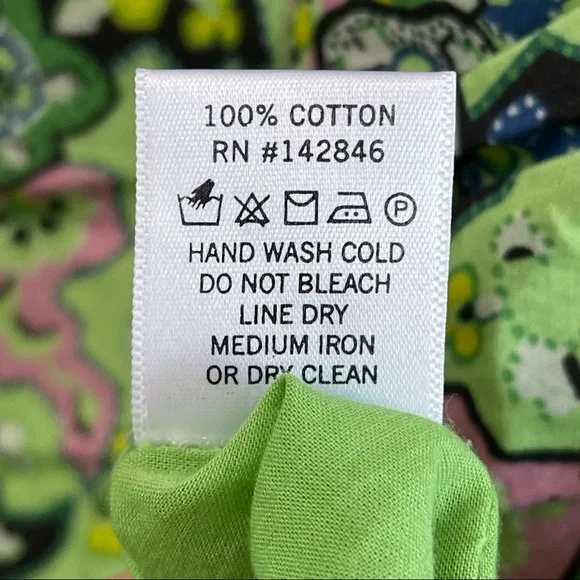 100% COTTON
RN #142846
P
HAND WASH COLD
DO NOT BLEACH
LINE DRY
MEDIUM IRON
OR DRY CLEAN